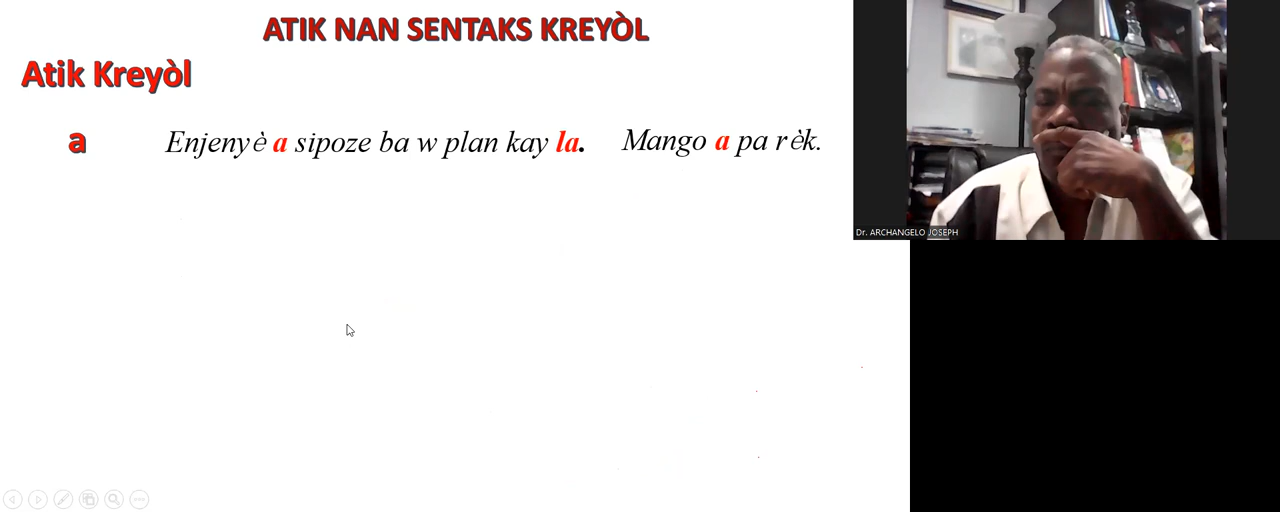 ATIK NAN SENTAKS KREYÒL
Atik Kreyòl
a Enjenyè a sipoze ba w plan kay la. Mango a pa rèk.
Dr. ARCHANGELO JOSEPH